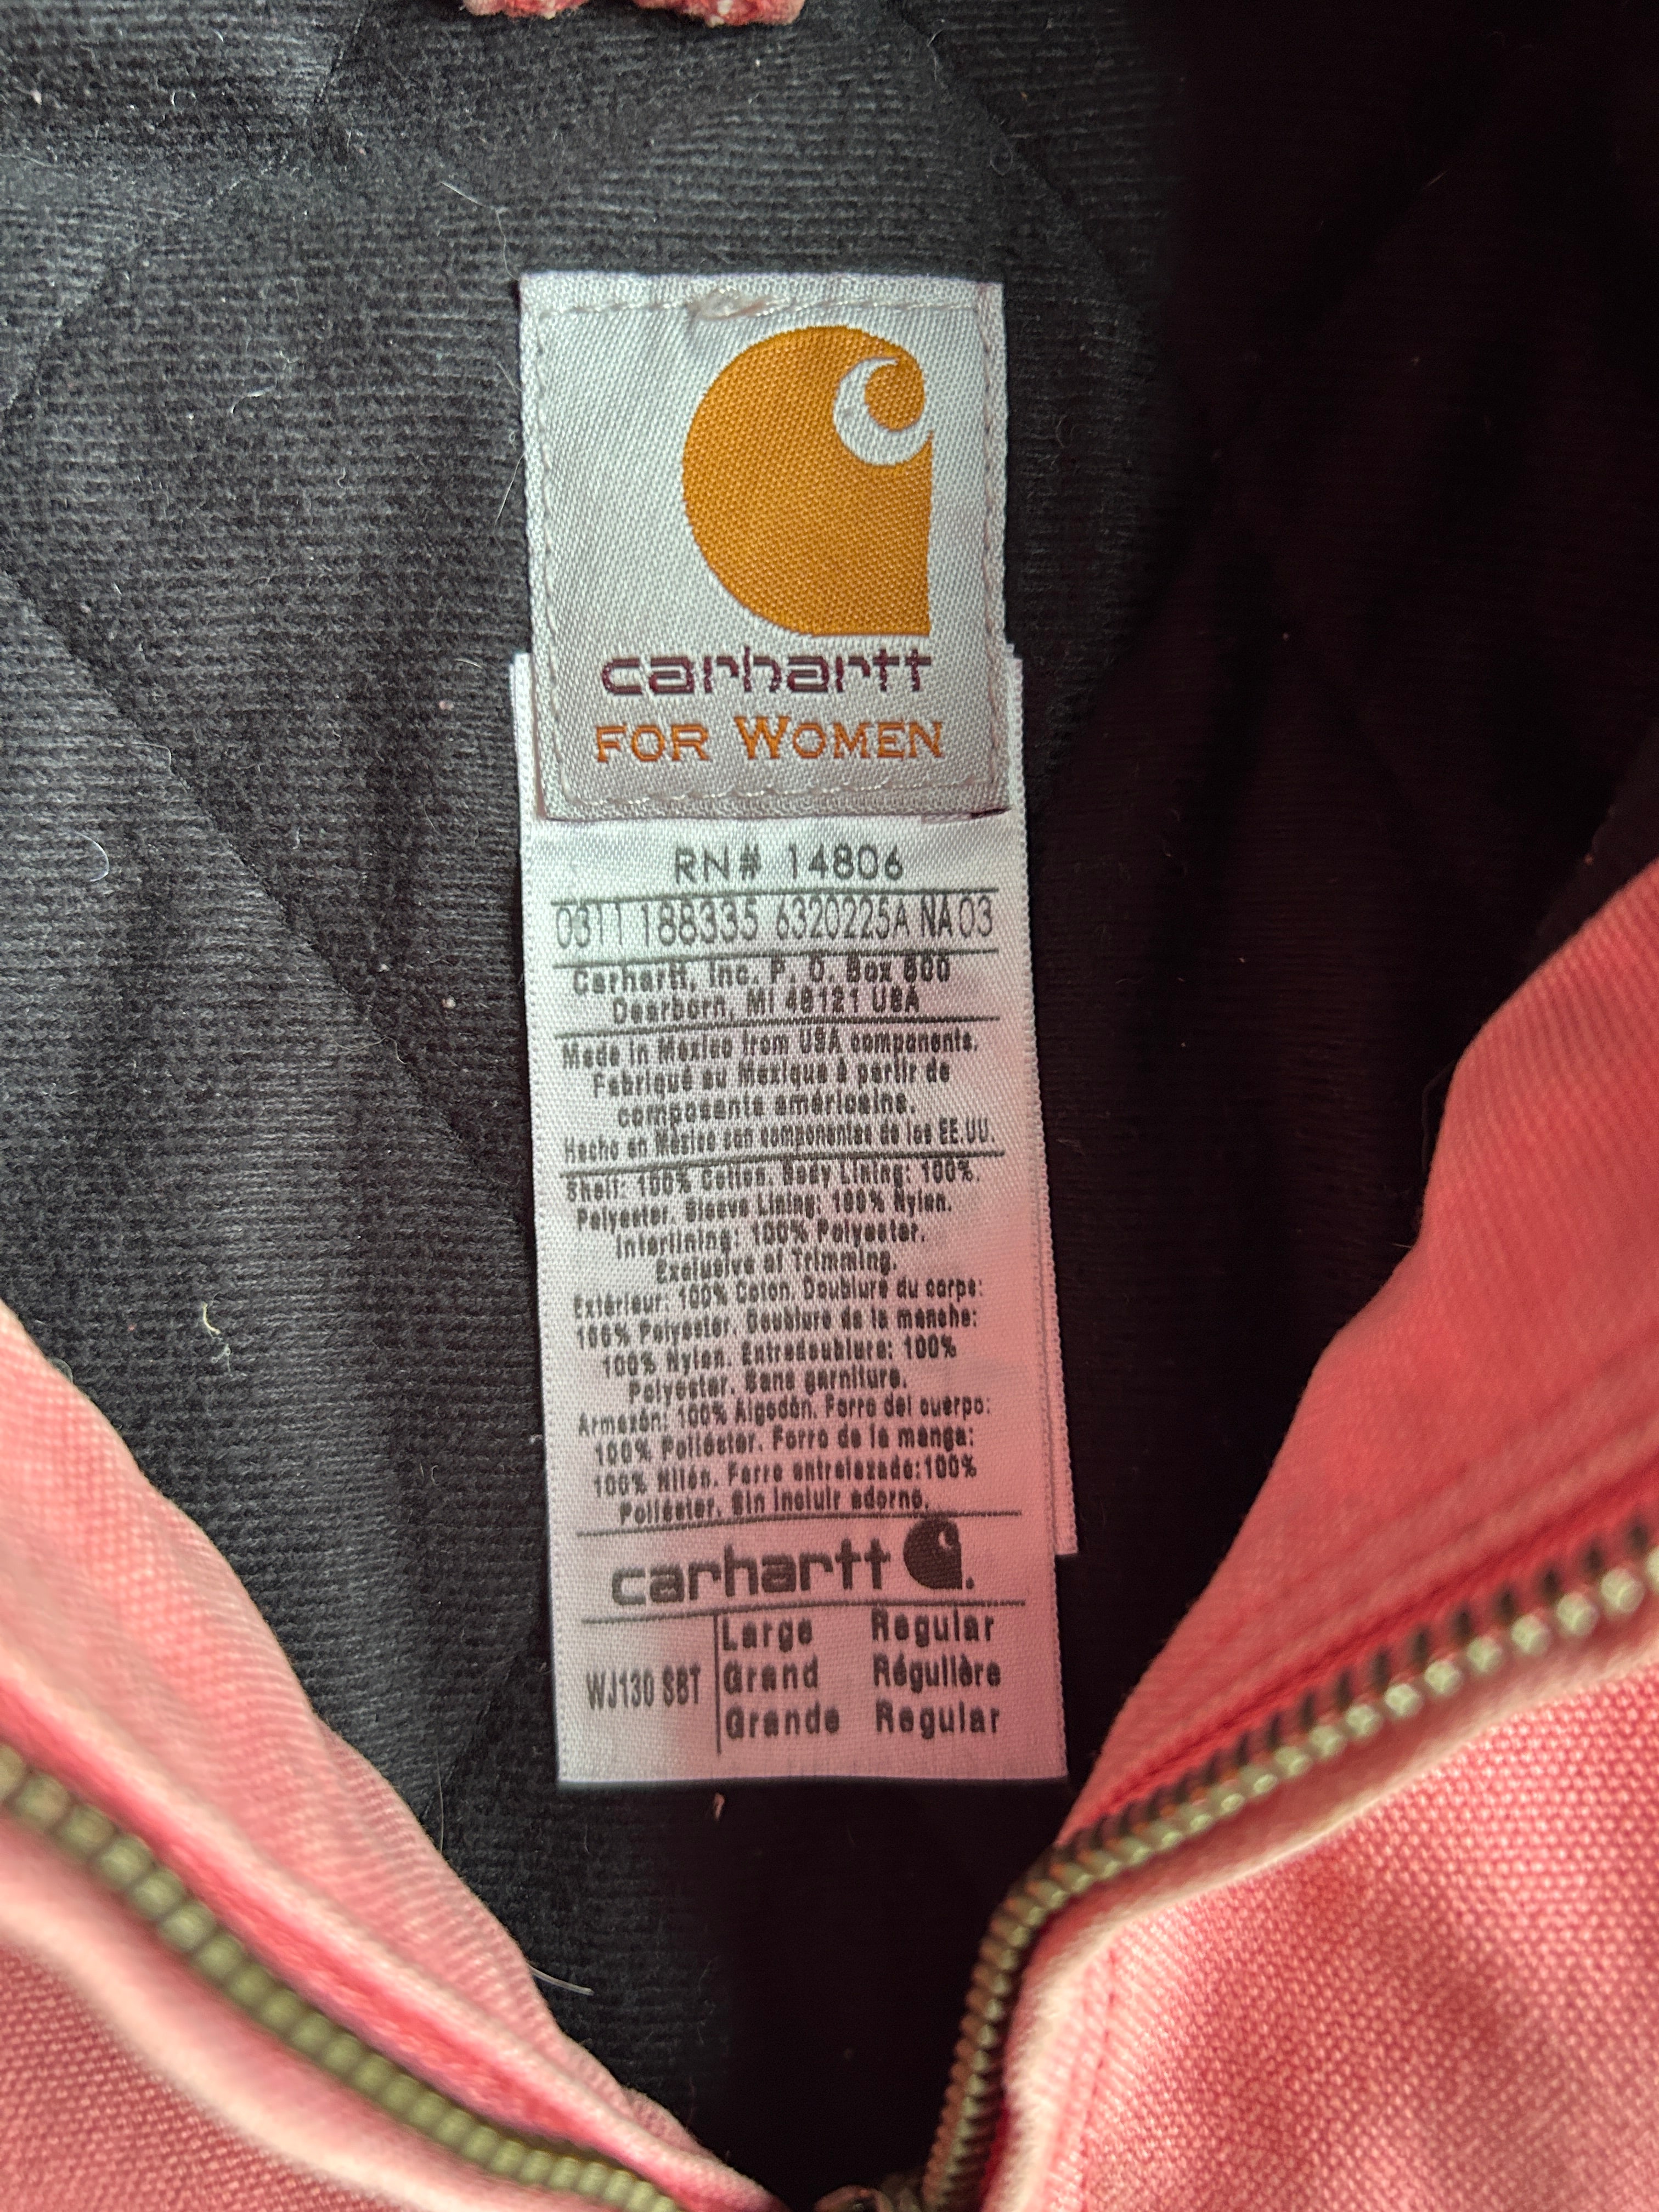 carhartt
FOR WOMEN
RN# 14806
0311 188335 6320225A NA 03
Carhartt, Inc. P. O. Box 600
Dearborn, MI 48121 USA
Made in Mexico from USA components.
Fabriqué au Mexique à partir de
composants américains.
Hecho en México con componentes de los EE.UU.
Shell: 100% Cotton. Body Lining: 100%.
Polyester. Sleeve Lining: 100% Nylon.
Interlining: 100% Polyester.
Exclusive of Trimming.
Extérieur: 100% Coton. Doublure du corps:
100% Polyester. Doublure de la manche:
100% Nylon. Entredoublure: 100%
Polyester. Sans garniture.
Armazón: 100% Algodón. Forro del cuerpo:
100% Poliéster. Forro de la manga:
100% Nilón. Forro entrelazado:100%
Poliéster. Sin incluir adorno.
carhartt
WJ130 SBT
Large Regular
Grand Régulière
Grande Regular